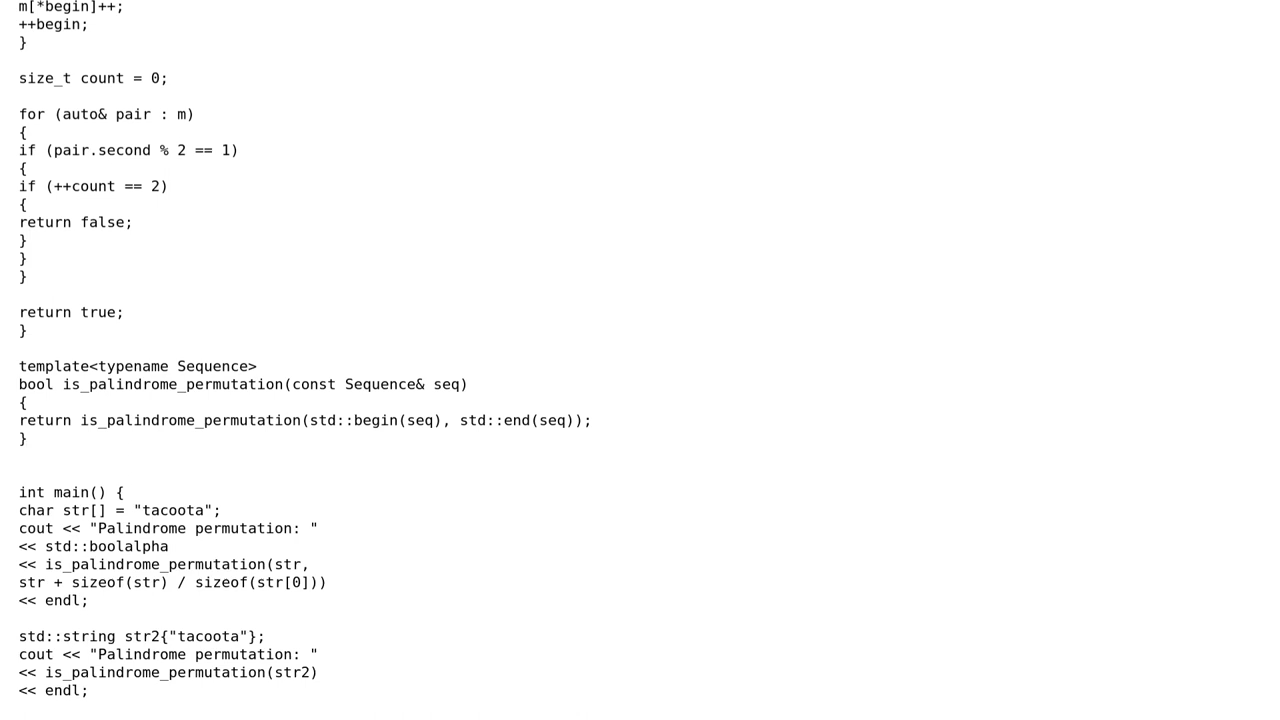 m[*begin]++;
++begin;
}

size_t count = 0;

for (auto& pair : m)
{
if (pair.second % 2 == 1)
{
if (++count == 2)
{
return false;
}
}
}

return true;
}

template<typename Sequence>
bool is_palindrome_permutation(const Sequence& seq)
{
return is_palindrome_permutation(std::begin(seq), std::end(seq));
}


int main() {
char str[] = "tacoota";
cout << "Palindrome permutation: "
<< std::boolalpha
<< is_palindrome_permutation(str,
str + sizeof(str) / sizeof(str[0]))
<< endl;

std::string str2{"tacoota"};
cout << "Palindrome permutation: "
<< is_palindrome_permutation(str2)
<< endl;